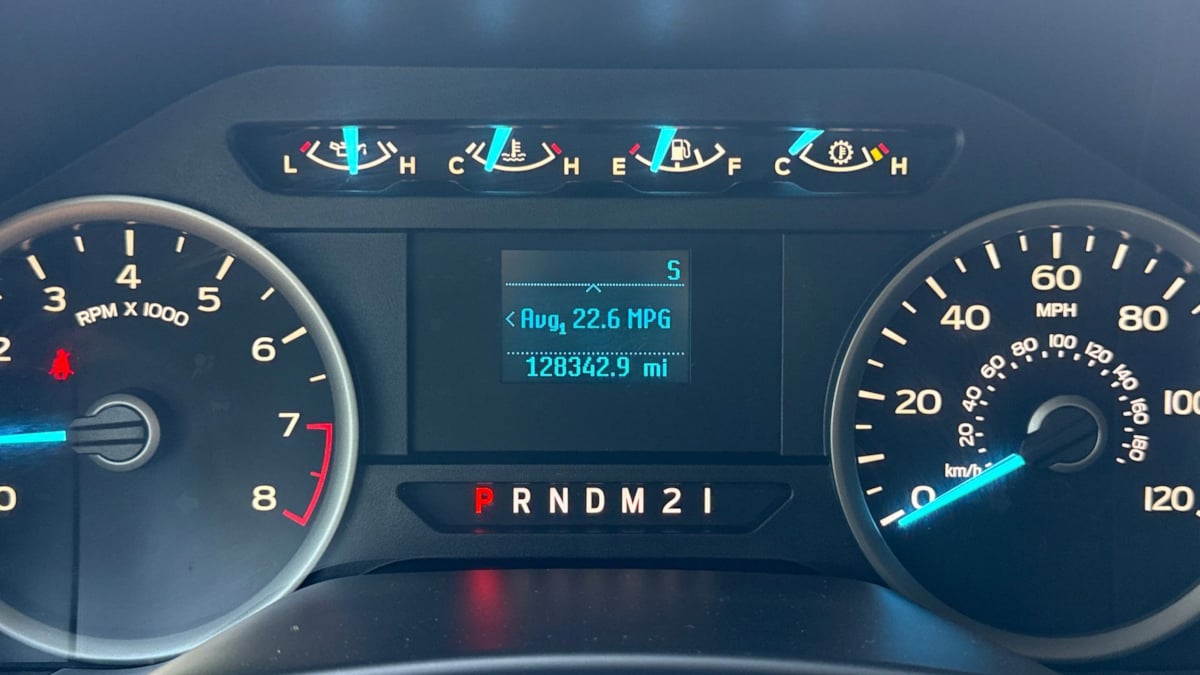 L H C H E F C H
S
<Avg1 22.6 MPG
128342.9 mi
0 2 3 4 5 6 7 8
RPM X 1000
P R N D M 2 1
0 20 40 60 80 100 120
MPH
20 40 60 80 100 120 140 160 180
km/h